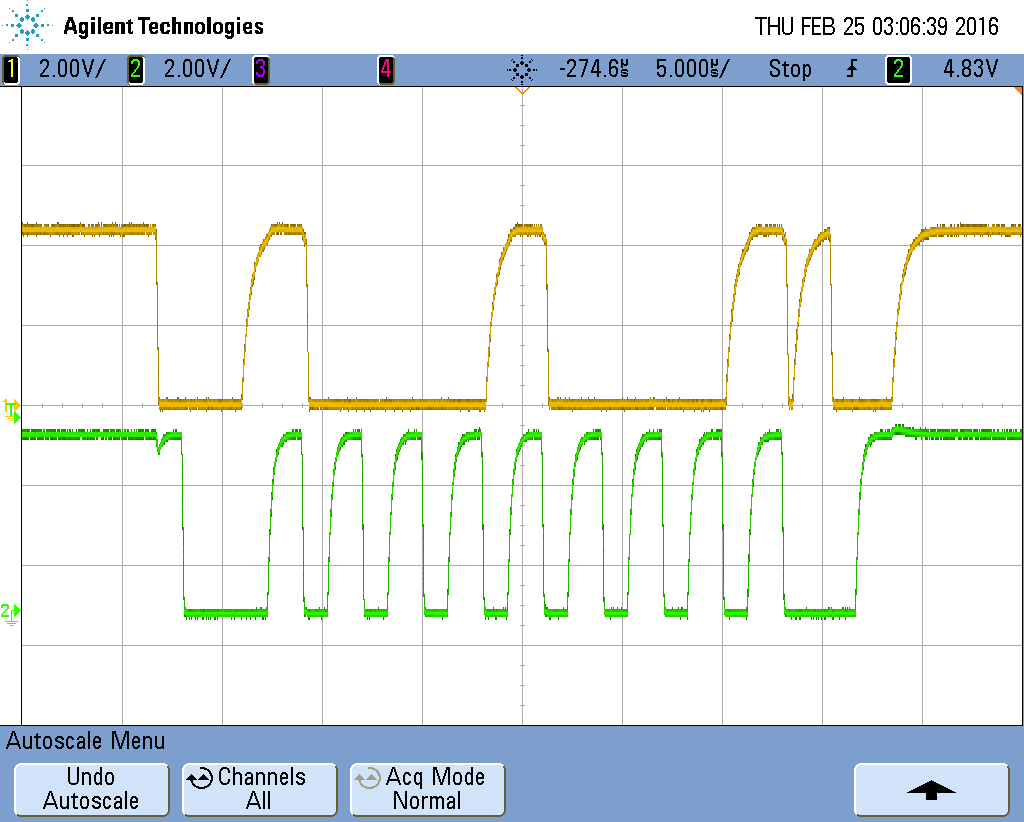 Agilent Technologies
THU FEB 25 03:06:39 2016
1 2.00V/ 2 2.00V/ 3 4 -274.6µs 5.000µs/ Stop 2 4.83V
T
2
Autoscale Menu
Undo
Autoscale
Channels
All
Acq Mode
Normal